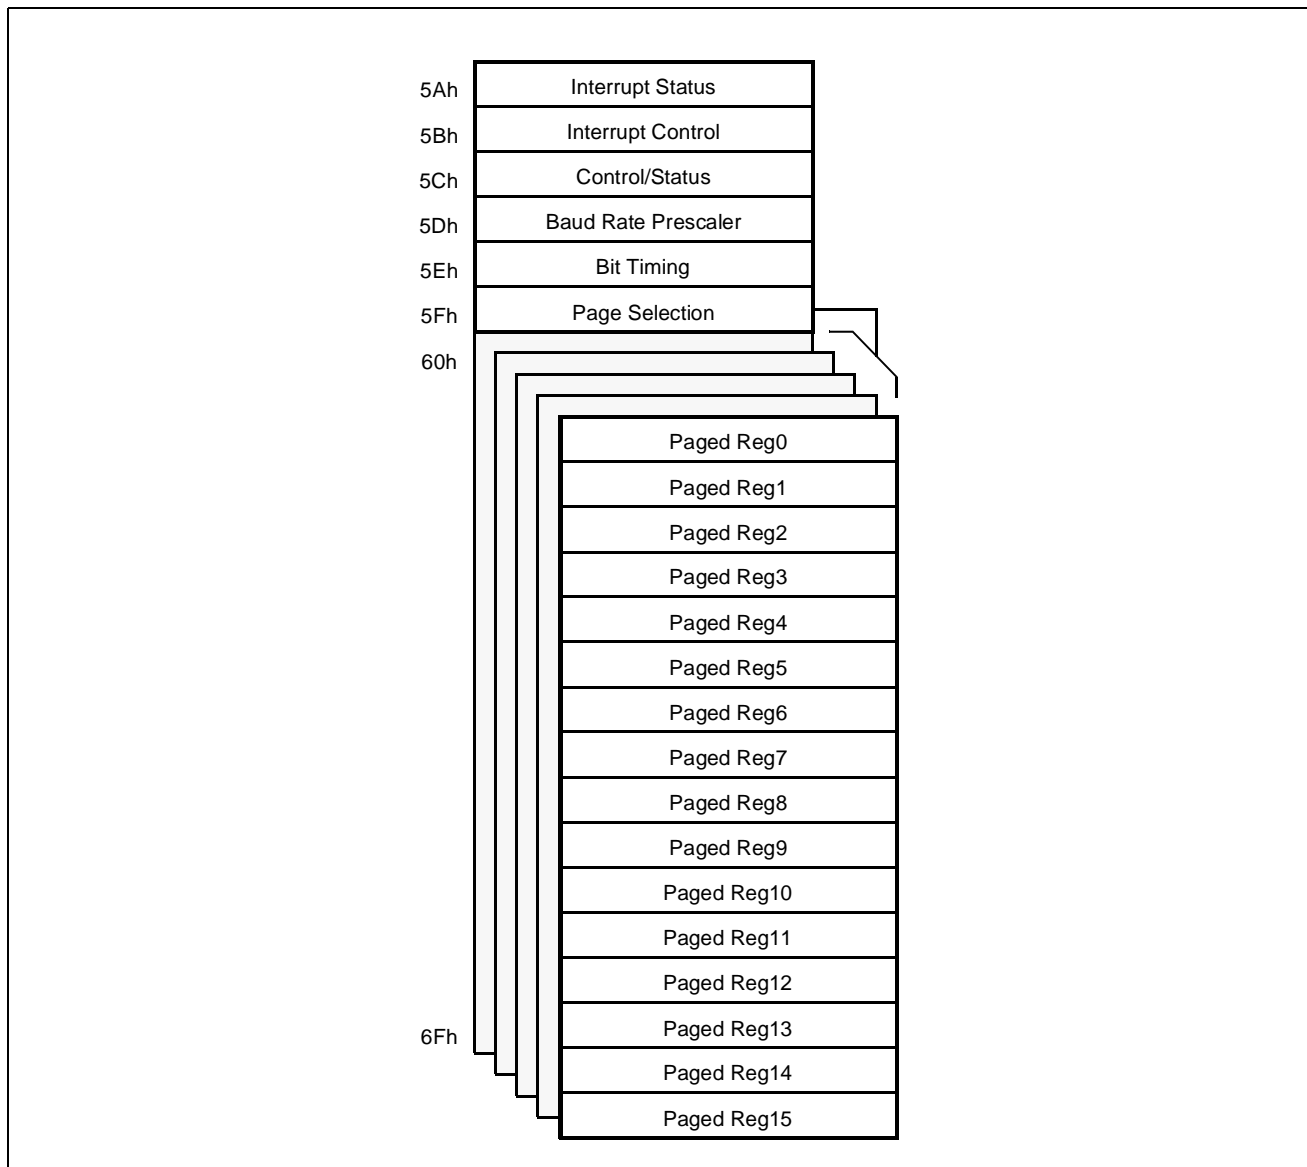 5Ah Interrupt Status
5Bh Interrupt Control
5Ch Control/Status
5Dh Baud Rate Prescaler
5Eh Bit Timing
5Fh Page Selection
60h
Paged Reg0
Paged Reg1
Paged Reg2
Paged Reg3
Paged Reg4
Paged Reg5
Paged Reg6
Paged Reg7
Paged Reg8
Paged Reg9
Paged Reg10
Paged Reg11
Paged Reg12
6Fh Paged Reg13
Paged Reg14
Paged Reg15